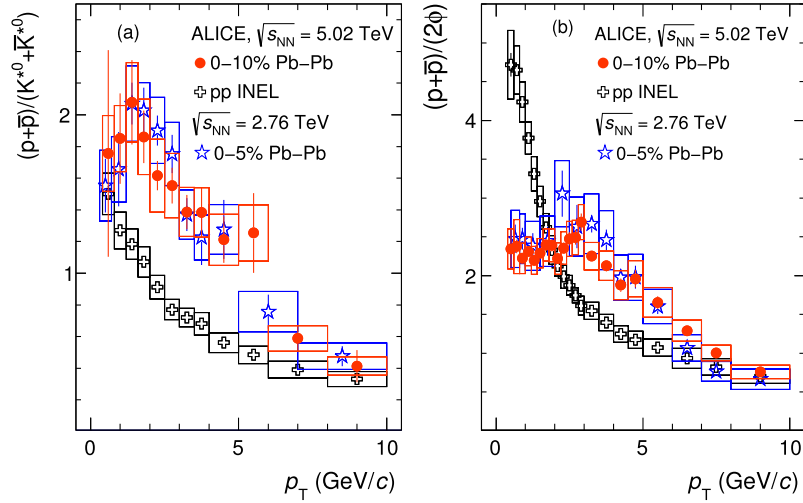 (p+p̅)/(K*⁰+K̅*⁰)
(a)
ALICE, √sNN = 5.02 TeV
0−10% Pb−Pb
pp INEL
√sNN = 2.76 TeV
0−5% Pb−Pb
2
1
0
5
10
pT (GeV/c)
(p+p̅)/(2ϕ)
(b)
ALICE, √sNN = 5.02 TeV
0−10% Pb−Pb
pp INEL
√sNN = 2.76 TeV
0−5% Pb−Pb
4
2
0
5
10
pT (GeV/c)